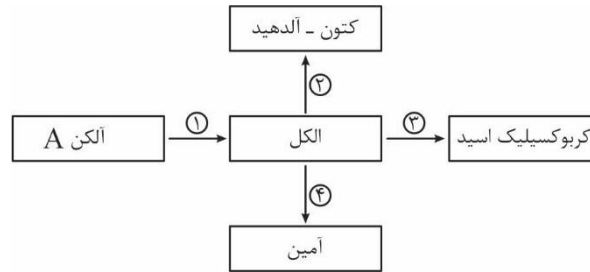 کتون ـ آلدهید
②
آلکن A
①
الکل
③
کربوکسیلیک اسید
④
آمین